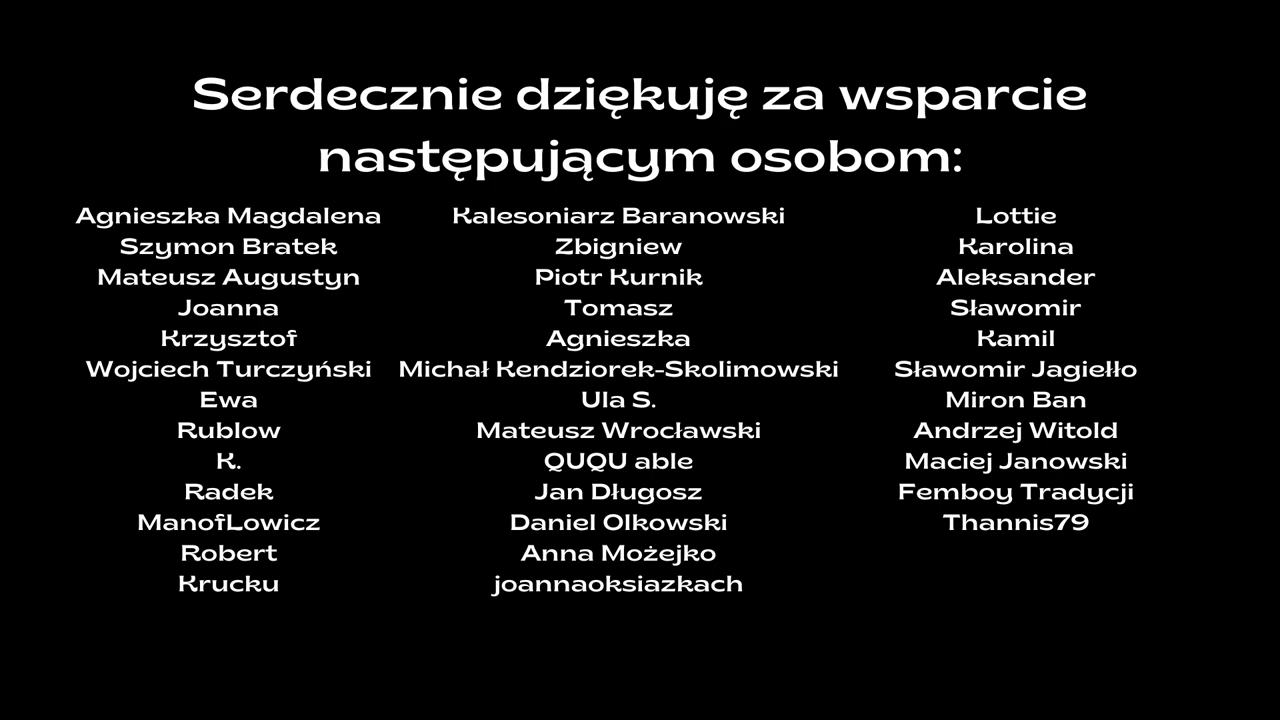 Serdecznie dziękuję za wsparcie
następującym osobom:
Agnieszka Magdalena
Szymon Bratek
Mateusz Augustyn
Joanna
Krzysztof
Wojciech Turczyński
Ewa
Rublow
K.
Radek
ManofLowicz
Robert
Krucku
Kalesoniarz Baranowski
Zbigniew
Piotr Kurnik
Tomasz
Agnieszka
Michał Kendziorek-Skolimowski
Ula S.
Mateusz Wrocławski
QUQU able
Jan Długosz
Daniel Olkowski
Anna Możejko
joannaoksiazkach
Lottie
Karolina
Aleksander
Sławomir
Kamil
Sławomir Jagiełło
Miron Ban
Andrzej Witold
Maciej Janowski
Femboy Tradycji
Thannis79